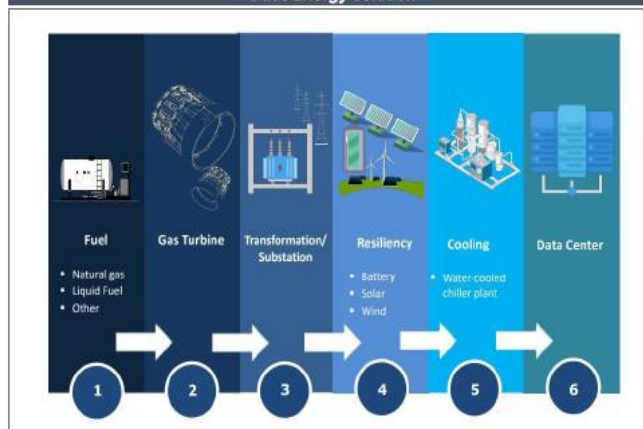 Fuel
• Natural gas
• Liquid Fuel
• Other
Gas Turbine
Transformation/
Substation
Resiliency
• Battery
• Solar
• Wind
Cooling
• Water-cooled
chiller plant
Data Center
1
2
3
4
5
6